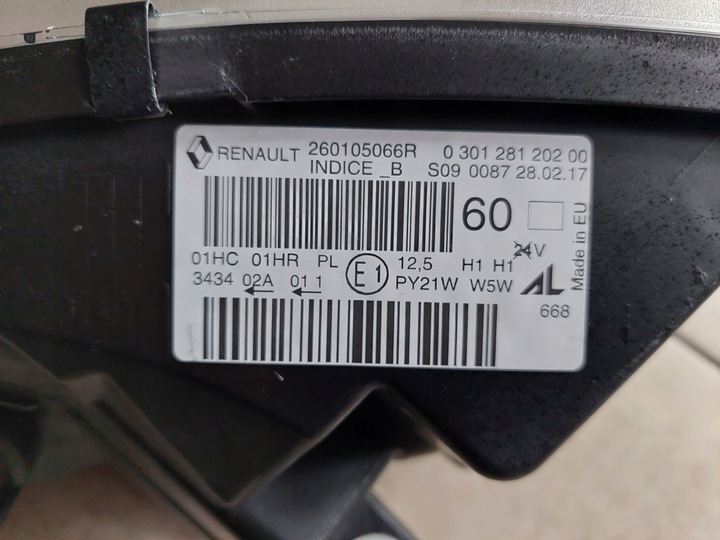 RENAULT 260105066R 0 301 281 202 00
INDICE _B S09 0087 28.02.17
60
24V
01HC 01HR PL E1 12,5 H1 H1
3434 02A 01 1 PY21W W5W AL
668
Made in EU